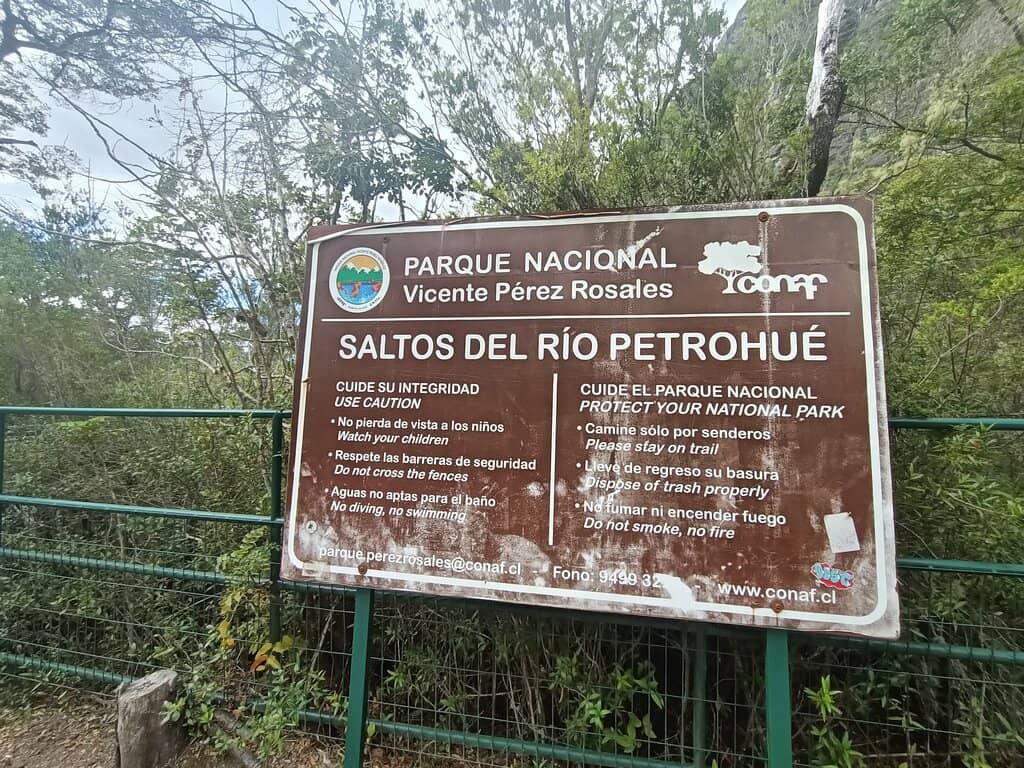 PARQUE NACIONAL
Vicente Pérez Rosales
conaf
SALTOS DEL RÍO PETROHUÉ
CUIDE SU INTEGRIDAD
USE CAUTION
• No pierda de vista a los niños
Watch your children
• Respete las barreras de seguridad
Do not cross the fences
• Aguas no aptas para el baño
No diving, no swimming
CUIDE EL PARQUE NACIONAL
PROTECT YOUR NATIONAL PARK
• Camine sólo por senderos
Please stay on trail
• Lleve de regreso su basura
Dispose of trash properly
• No fumar ni encender fuego
Do not smoke, no fire
parque.perezrosales@conaf.cl
Fono: 9499 32
www.conaf.cl